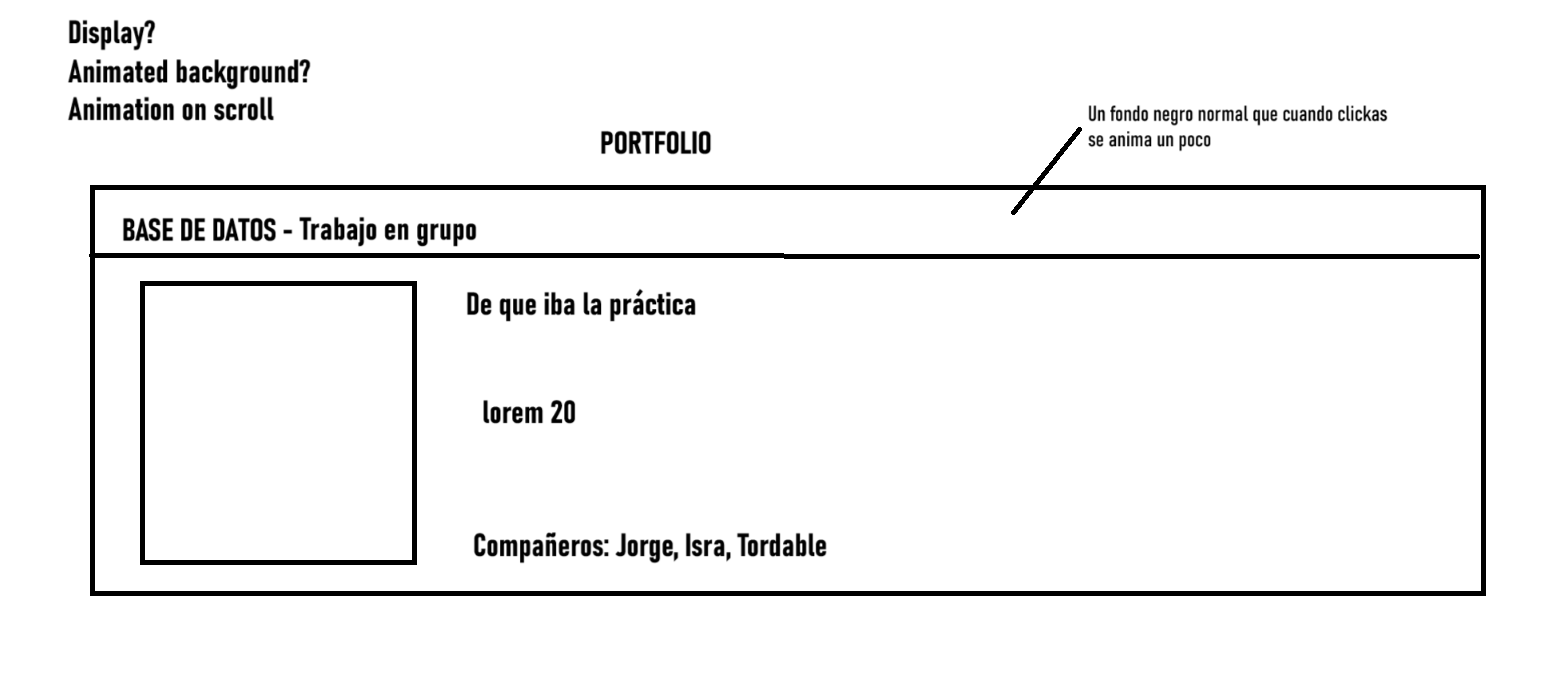 Display?
Animated background?
Animation on scroll
Un fondo negro normal que cuando clickas
se anima un poco
PORTFOLIO
BASE DE DATOS - Trabajo en grupo
De que iba la práctica
lorem 20
Compañeros: Jorge, Isra, Tordable